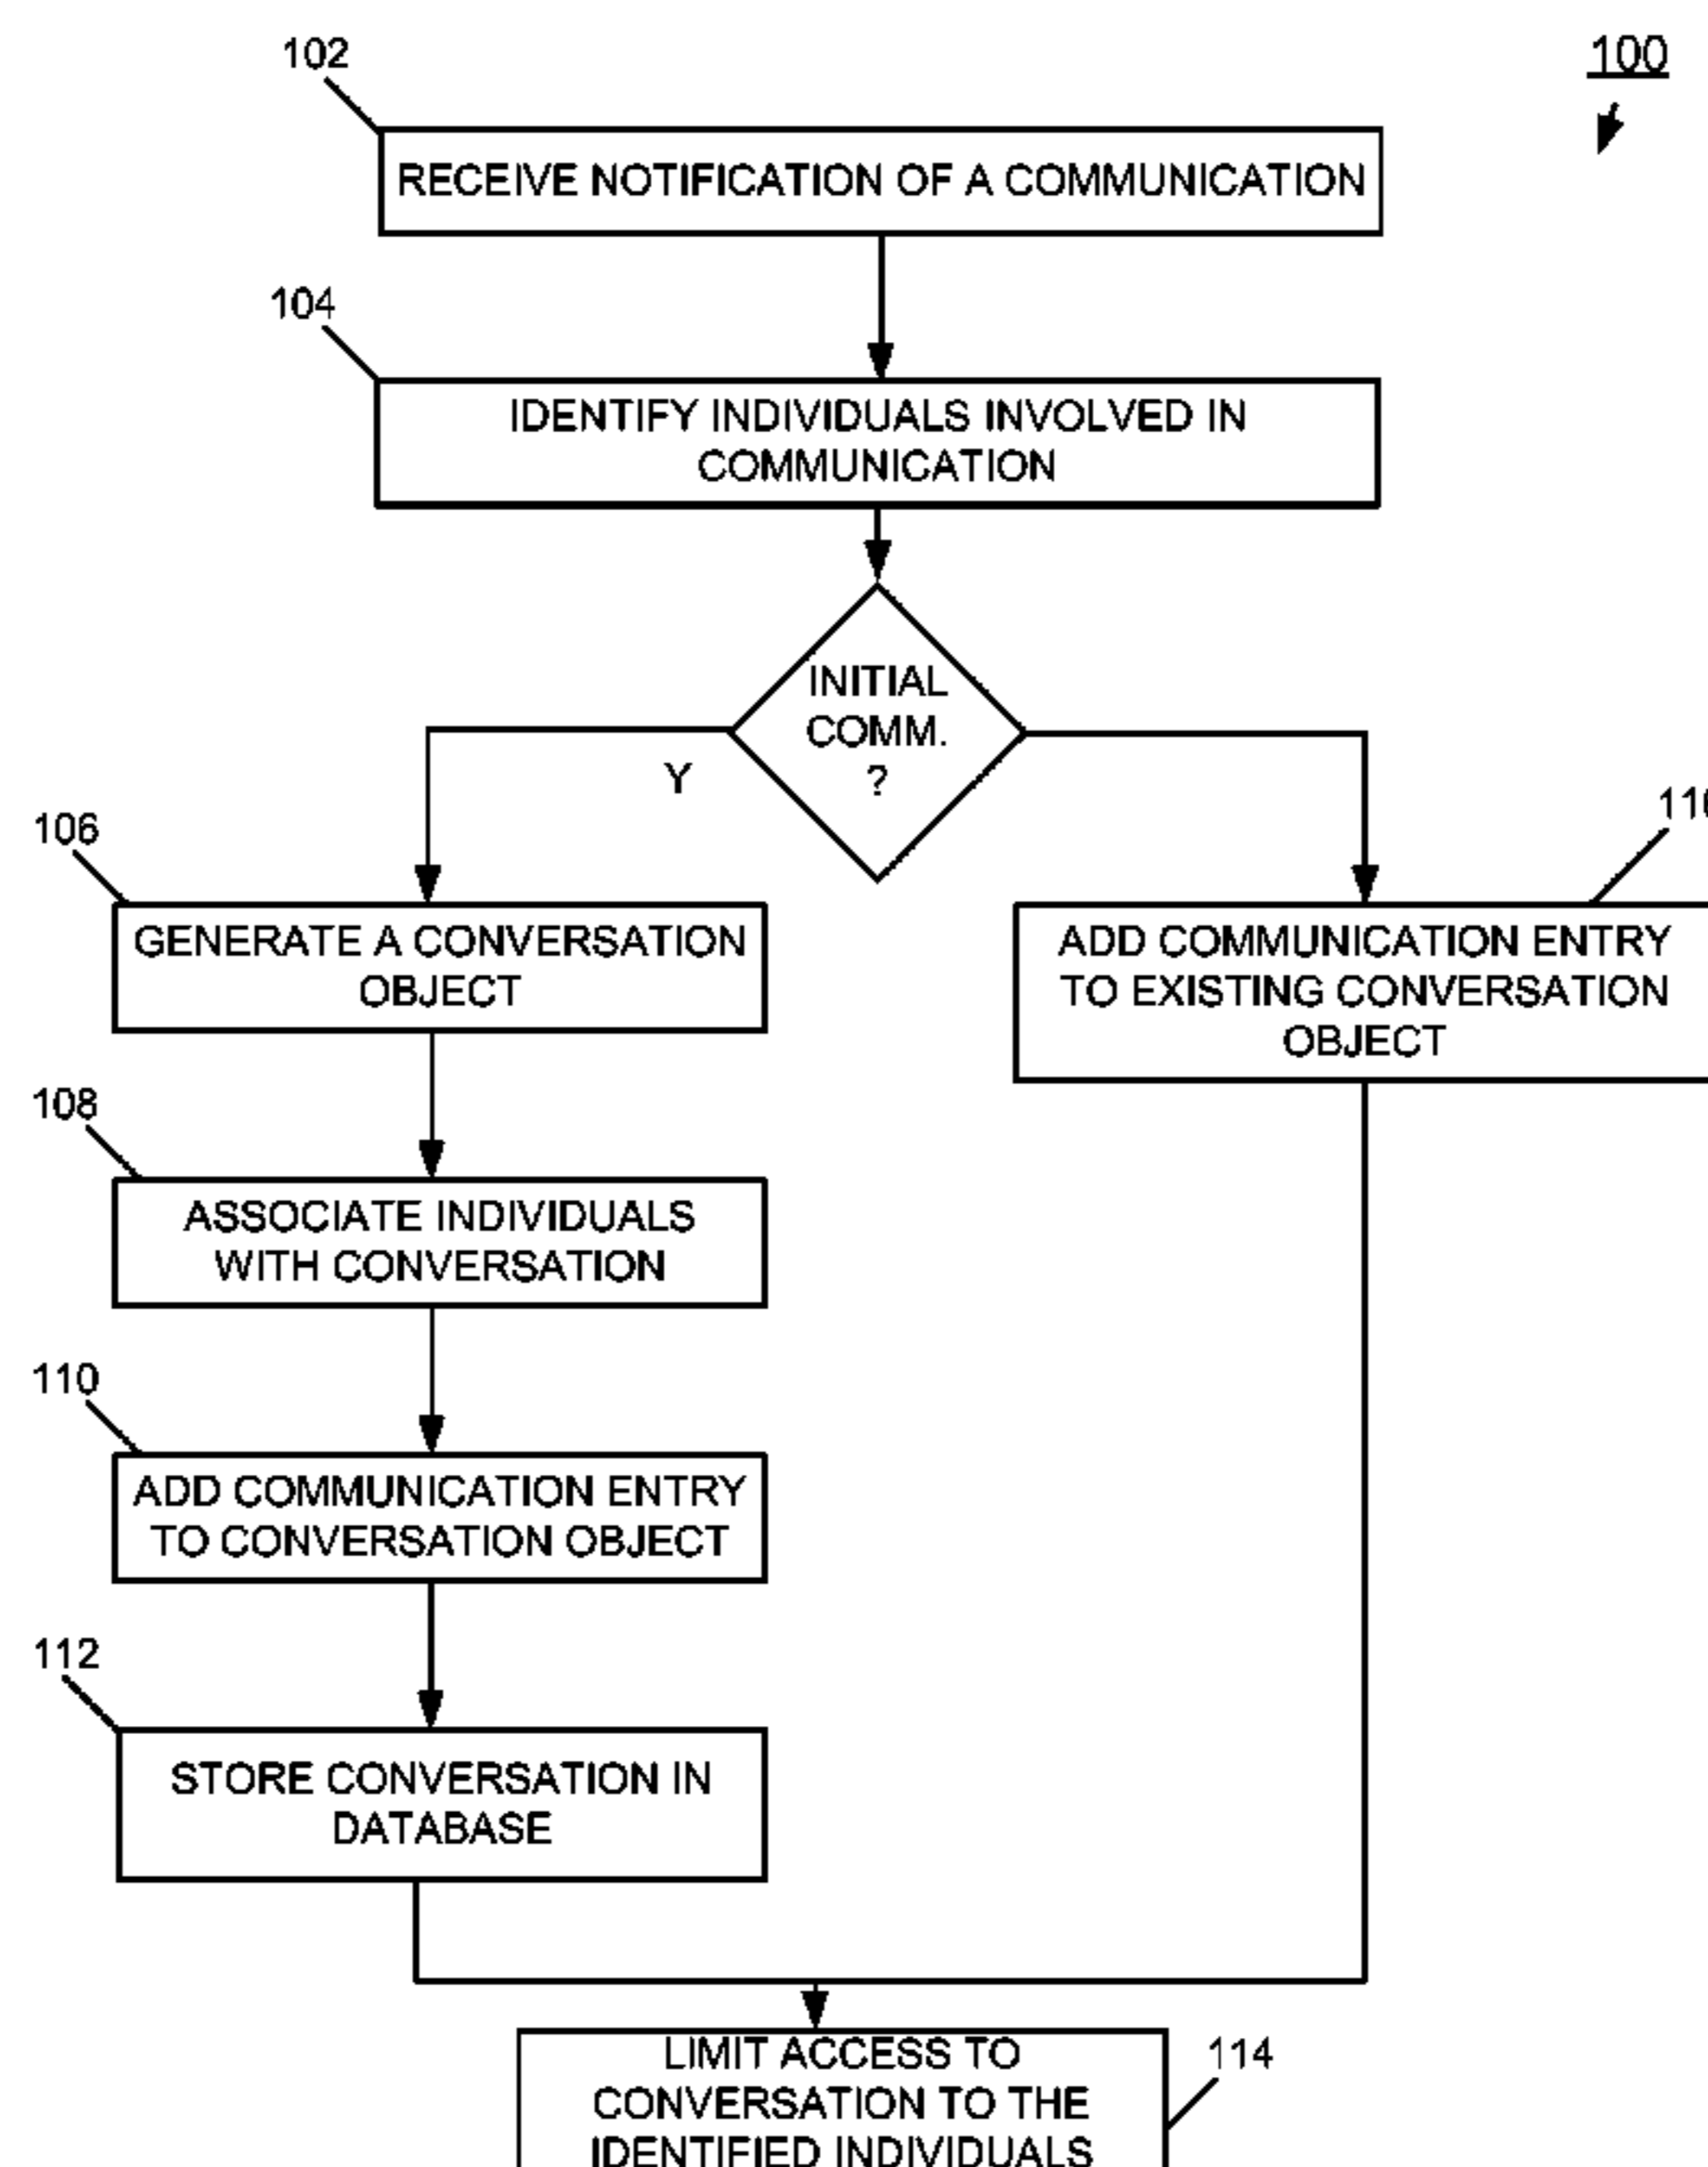 102
100
RECEIVE NOTIFICATION OF A COMMUNICATION
104
IDENTIFY INDIVIDUALS INVOLVED IN
COMMUNICATION
INITIAL
COMM.
?
Y
106
GENERATE A CONVERSATION
OBJECT
ADD COMMUNICATION ENTRY
TO EXISTING CONVERSATION
OBJECT
108
ASSOCIATE INDIVIDUALS
WITH CONVERSATION
110
ADD COMMUNICATION ENTRY
TO CONVERSATION OBJECT
112
STORE CONVERSATION IN
DATABASE
LIMIT ACCESS TO
CONVERSATION TO THE
IDENTIFIED INDIVIDUALS
114